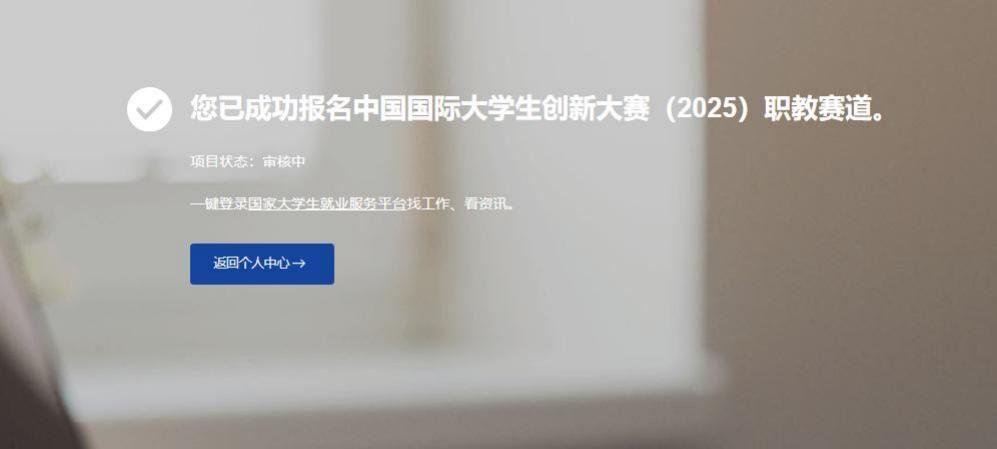 您已成功报名中国国际大学生创新大赛（2025）职教赛道。
项目状态：审核中
一键登录国家大学生就业服务平台找工作、看资讯。
返回个人中心→